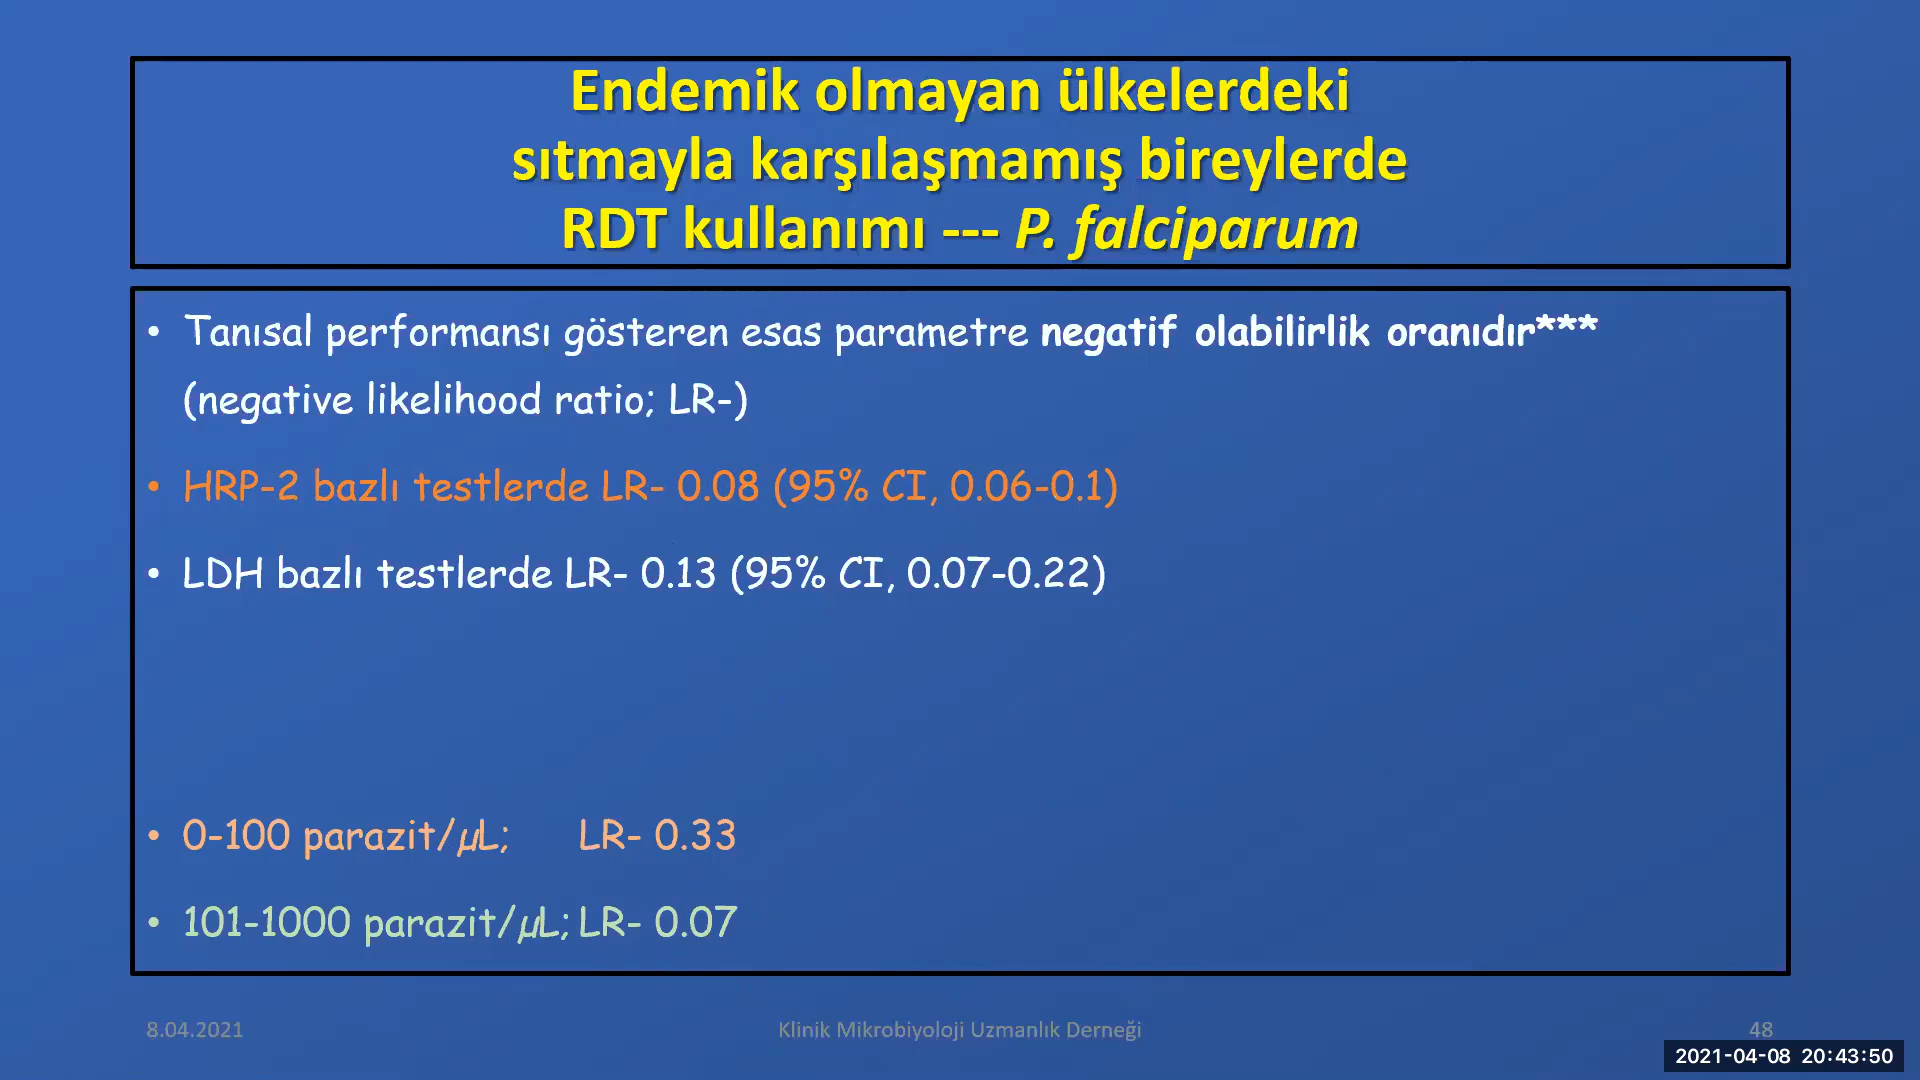 Endemik olmayan ülkelerdeki
sıtmayla karşılaşmamış bireylerde
RDT kullanımı --- P. falciparum
• Tanısal performansı gösteren esas parametre negatif olabilirlik oranıdır***
(negative likelihood ratio; LR-)
• HRP-2 bazlı testlerde LR- 0.08 (95% CI, 0.06-0.1)
• LDH bazlı testlerde LR- 0.13 (95% CI, 0.07-0.22)
• 0-100 parazit/µL; LR- 0.33
• 101-1000 parazit/µL; LR- 0.07
8.04.2021 Klinik Mikrobiyoloji Uzmanlık Derneği 48
2021-04-08 20:43:50